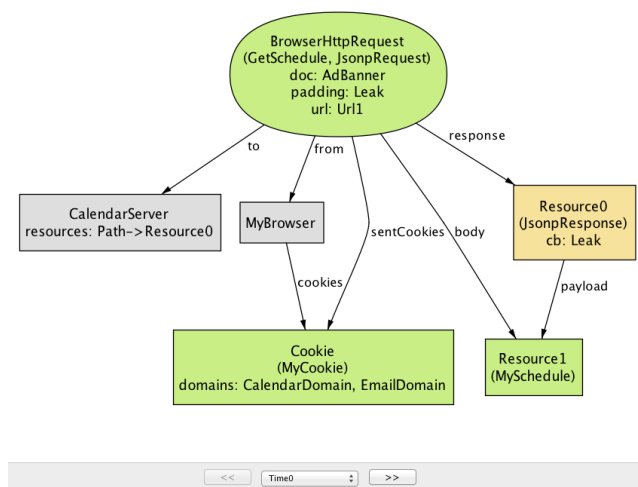 BrowserHttpRequest
(GetSchedule, JsonpRequest)
doc: AdBanner
padding: Leak
url: Url1
to
from
response
CalendarServer
resources: Path->Resource0
MyBrowser
sentCookies
body
Resource0
(JsonpResponse)
cb: Leak
cookies
payload
Cookie
(MyCookie)
domains: CalendarDomain, EmailDomain
Resource1
(MySchedule)
<<
Time0
>>